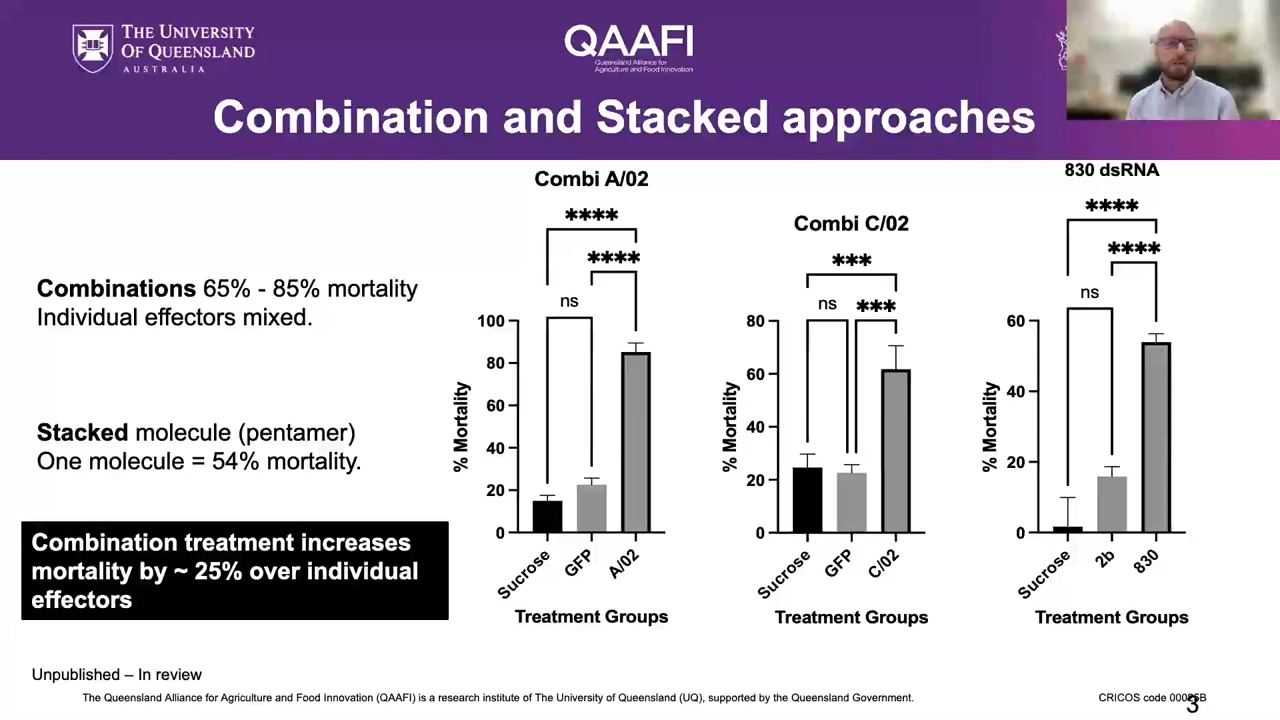 THE UNIVERSITY
OF QUEENSLAND
AUSTRALIA
QAAFI
Queensland Alliance for
Agriculture and Food Innovation
Combination and Stacked approaches
Combinations 65% - 85% mortality
Individual effectors mixed.
Stacked molecule (pentamer)
One molecule = 54% mortality.
Combination treatment increases
mortality by ~ 25% over individual
effectors
Combi A/02
****
****
ns
100
80
60
40
20
0
% Mortality
Sucrose
GFP
A/02
Treatment Groups
Combi C/02
***
ns
***
80
60
40
20
0
% Mortality
Sucrose
GFP
C/02
Treatment Groups
830 dsRNA
****
****
ns
60
40
20
0
% Mortality
Sucrose
2b
830
Treatment Groups
Unpublished – In review
The Queensland Alliance for Agriculture and Food Innovation (QAAFI) is a research institute of The University of Queensland (UQ), supported by the Queensland Government.
CRICOS code
3